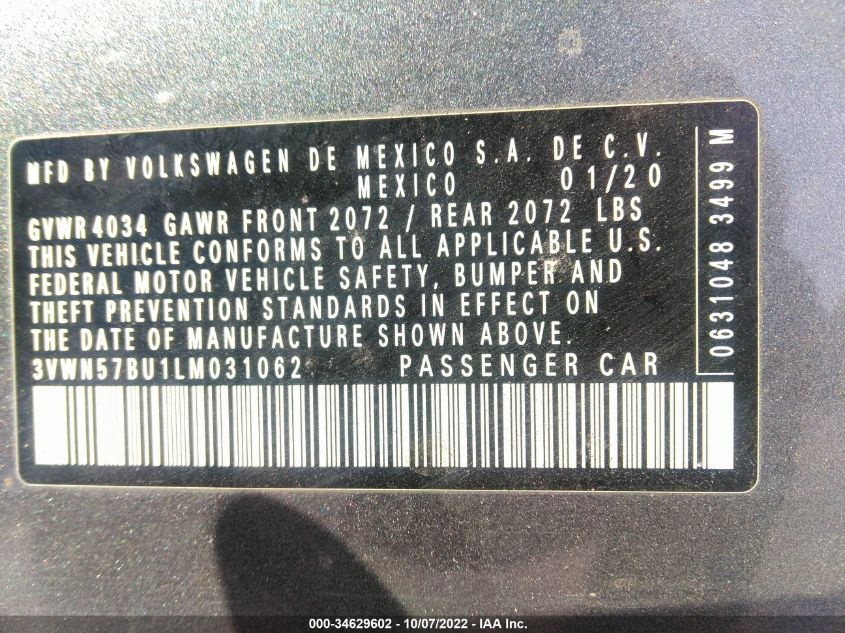 MFD BY VOLKSWAGEN DE MEXICO S.A. DE C.V.
MEXICO 01/20
GVWR 4034 GAWR FRONT 2072 / REAR 2072 LBS
THIS VEHICLE CONFORMS TO ALL APPLICABLE U.S.
FEDERAL MOTOR VEHICLE SAFETY, BUMPER AND
THEFT PREVENTION STANDARDS IN EFFECT ON
THE DATE OF MANUFACTURE SHOWN ABOVE.
3VWN57BU1LM031062 PASSENGER CAR
0631048 3499 M
000-34629602 - 10/07/2022 - IAA Inc.